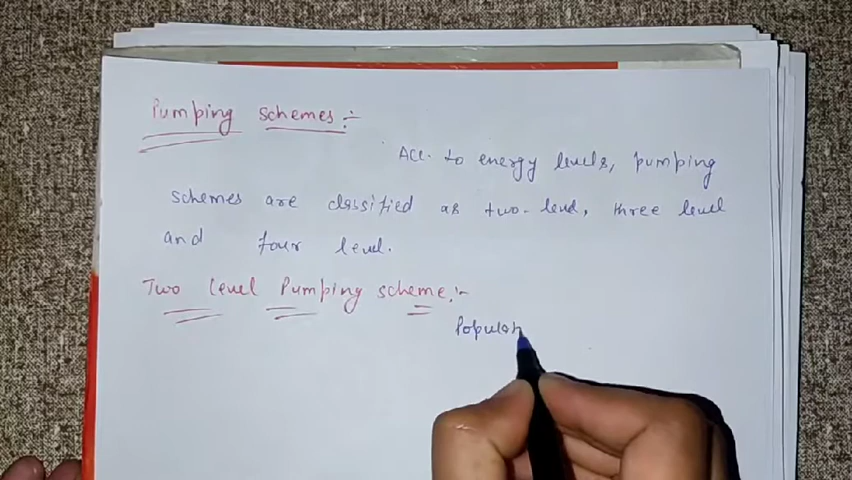 Pumping schemes :-
Acc. to energy levels, pumping
schemes are classified as two-level, three level
and four level.
Two level Pumping scheme :-
Populat